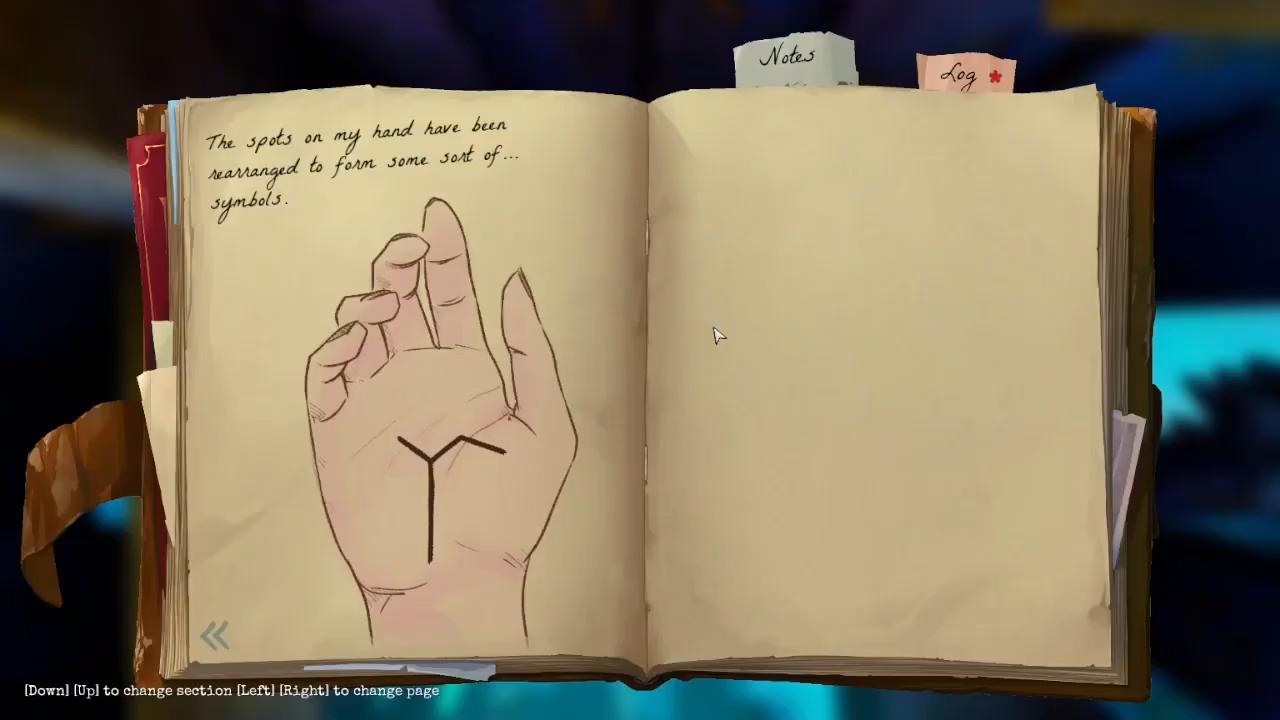 Notes
Log *
The spots on my hand have been
rearranged to form some sort of...
symbols.
[Down] [Up] to change section [Left] [Right] to change page